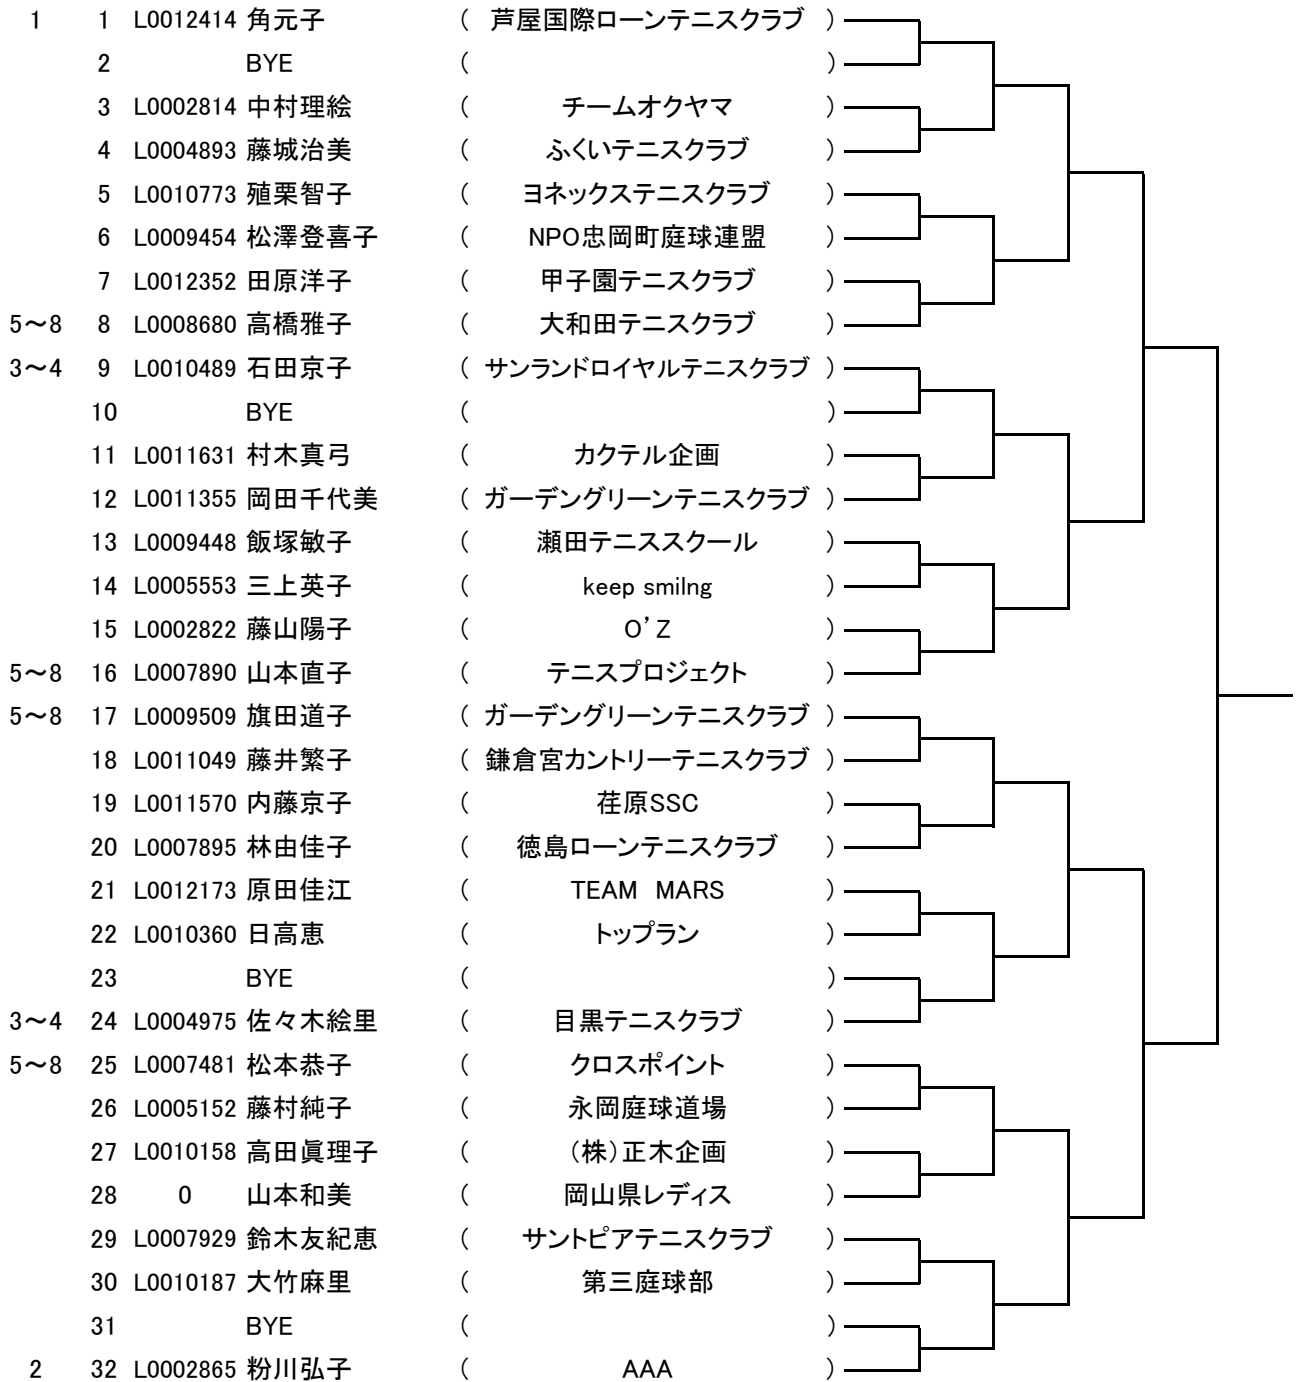 1 1 L0012414 角元子 ( 芦屋国際ローンテニスクラブ )
2 BYE ( )
3 L0002814 中村理絵 ( チームオクヤマ )
4 L0004893 藤城治美 ( ふくいテニスクラブ )
5 L0010773 殖栗智子 ( ヨネックステニスクラブ )
6 L0009454 松澤登喜子 ( NPO忠岡町庭球連盟 )
7 L0012352 田原洋子 ( 甲子園テニスクラブ )
5～8 8 L0008680 高橋雅子 ( 大和田テニスクラブ )
3～4 9 L0010489 石田京子 ( サンランドロイヤルテニスクラブ )
10 BYE ( )
11 L0011631 村木真弓 ( カクテル企画 )
12 L0011355 岡田千代美 ( ガーデングリーンテニスクラブ )
13 L0009448 飯塚敏子 ( 瀬田テニススクール )
14 L0005553 三上英子 ( keep smilng )
15 L0002822 藤山陽子 ( O’Z )
5～8 16 L0007890 山本直子 ( テニスプロジェクト )
5～8 17 L0009509 旗田道子 ( ガーデングリーンテニスクラブ )
18 L0011049 藤井繁子 ( 鎌倉宮カントリーテニスクラブ )
19 L0011570 内藤京子 ( 荏原SSC )
20 L0007895 林由佳子 ( 徳島ローンテニスクラブ )
21 L0012173 原田佳江 ( TEAM　MARS )
22 L0010360 日高恵 ( トップラン )
23 BYE ( )
3～4 24 L0004975 佐々木絵里 ( 目黒テニスクラブ )
5～8 25 L0007481 松本恭子 ( クロスポイント )
26 L0005152 藤村純子 ( 永岡庭球道場 )
27 L0010158 高田眞理子 ( （株）正木企画 )
28 0 山本和美 ( 岡山県レディス )
29 L0007929 鈴木友紀恵 ( サントピアテニスクラブ )
30 L0010187 大竹麻里 ( 第三庭球部 )
31 BYE ( )
2 32 L0002865 粉川弘子 ( AAA )